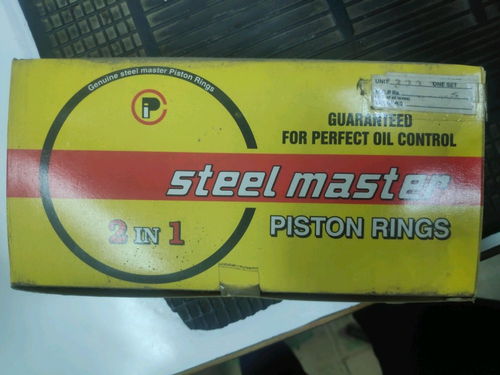 Genuine steel master Piston Rings
Pi
UNIT
ONE SET
GUARANTEED
FOR PERFECT OIL CONTROL
steel master
2 IN 1
PISTON RINGS